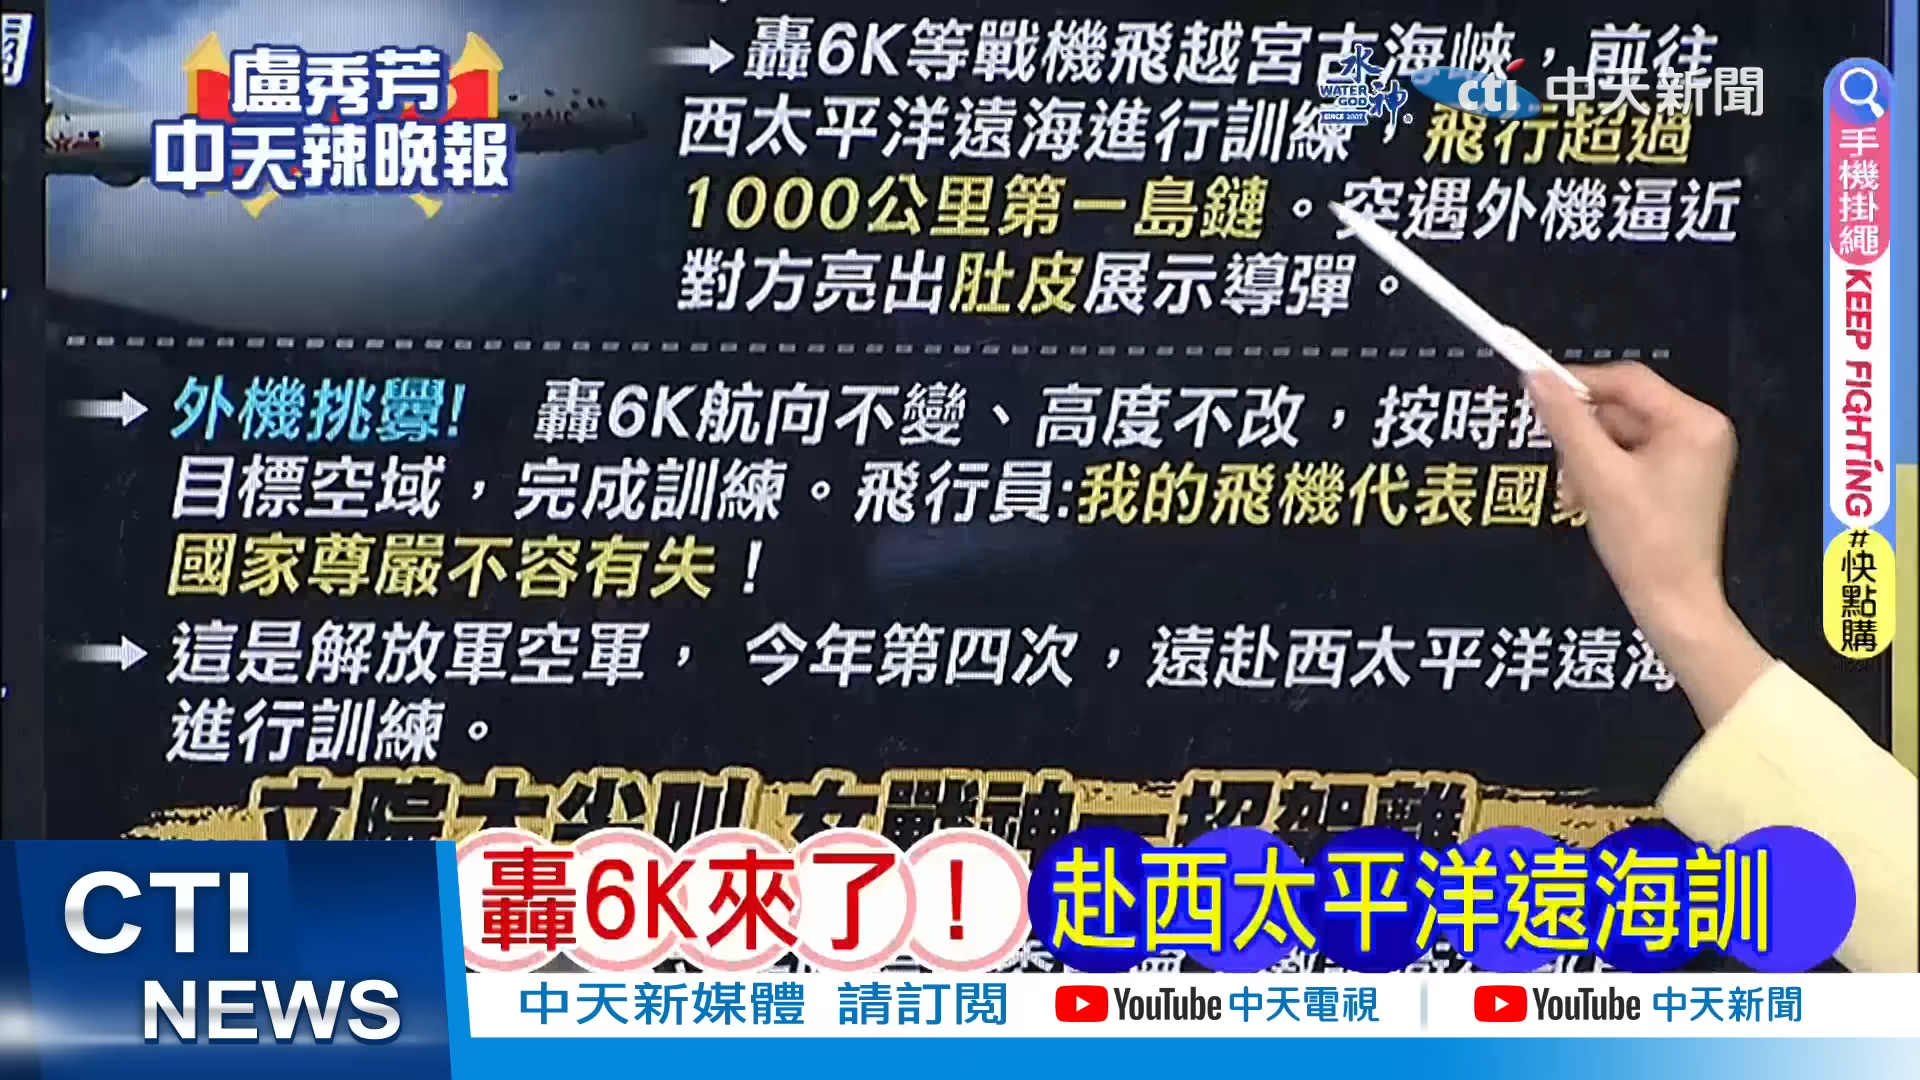 盧秀芳
中天辣晚報
轟6K等戰機飛越宮古海峽，前往
西太平洋遠海進行訓練，飛行超過
1000公里第一島鏈。突遇外機逼近
對方亮出肚皮展示導彈。
水神
WATER GOD
SINCE 2007
cti 中天新聞
手機掛繩
KEEP FIGHTING
#快點購
外機挑釁! 轟6K航向不變、高度不改，按時
目標空域，完成訓練。飛行員:我的飛機代表國
國家尊嚴不容有失！
這是解放軍空軍， 今年第四次，遠赴西太平洋遠海
進行訓練。
轟6K來了！ 赴西太平洋遠海訓
CTI
NEWS
中天新媒體 請訂閱 YouTube 中天電視 | YouTube 中天新聞